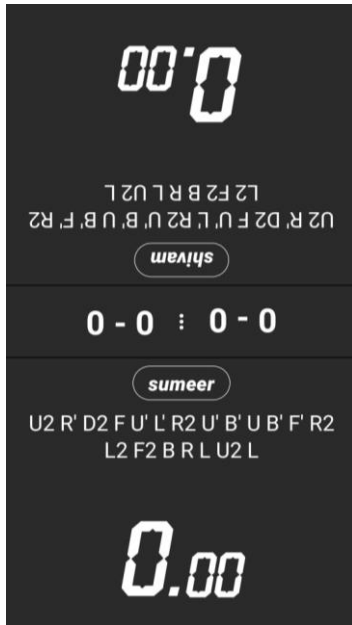 shivam
U2 R' D2 F U' L' R2 U' B' U B' F' R2
L2 F2 B R L U2 L
0.00
0 - 0 : 0 - 0
sumeer
U2 R' D2 F U' L' R2 U' B' U B' F' R2
L2 F2 B R L U2 L
0.00